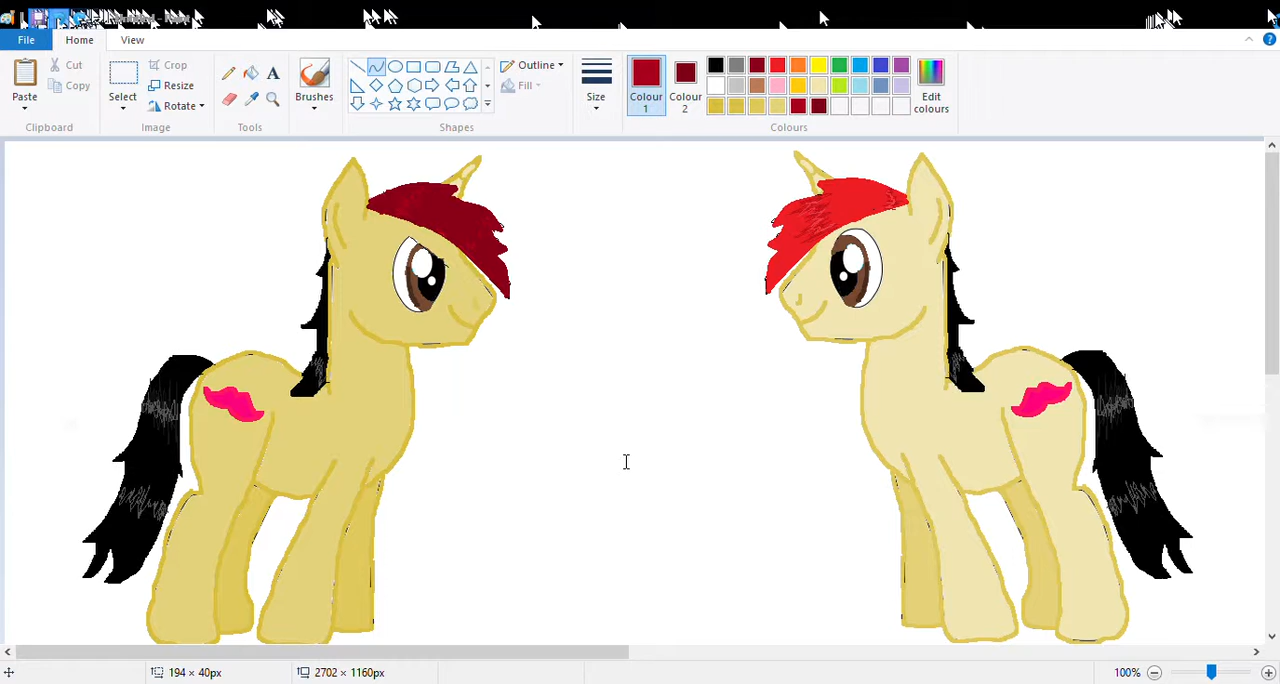 File Home View
Cut
Copy
Paste
Clipboard
Select
Crop
Resize
Rotate
Image
A
Tools
Brushes
Outline
Fill
Shapes
Size
Colour
1
Colour
2
Edit
colours
Colours
194 × 40px
2702 × 1160px
100%